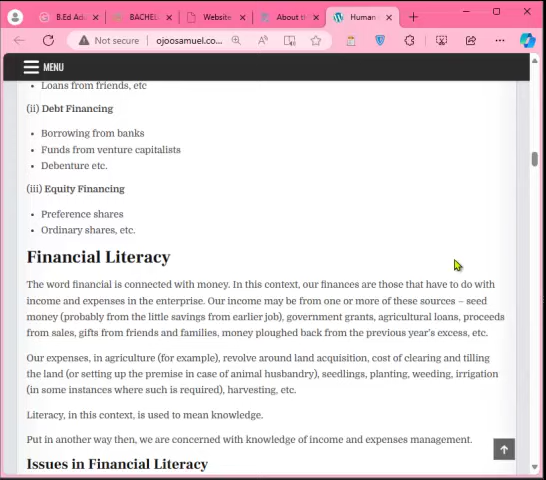 B.Ed Adu
BACHEL
Website
About th
Human
Not secure
ojoosamuel.co...
MENU
• Loans from friends, etc
(ii) Debt Financing
• Borrowing from banks
• Funds from venture capitalists
• Debenture etc.
(iii) Equity Financing
• Preference shares
• Ordinary shares, etc.
Financial Literacy
The word financial is connected with money. In this context, our finances are those that have to do with
income and expenses in the enterprise. Our income may be from one or more of these sources – seed
money (probably from the little savings from earlier job), government grants, agricultural loans, proceeds
from sales, gifts from friends and families, money ploughed back from the previous year's excess, etc.
Our expenses, in agriculture (for example), revolve around land acquisition, cost of clearing and tilling
the land (or setting up the premise in case of animal husbandry), seedlings, planting, weeding, irrigation
(in some instances where such is required), harvesting, etc.
Literacy, in this context, is used to mean knowledge.
Put in another way then, we are concerned with knowledge of income and expenses management.
Issues in Financial Literacy